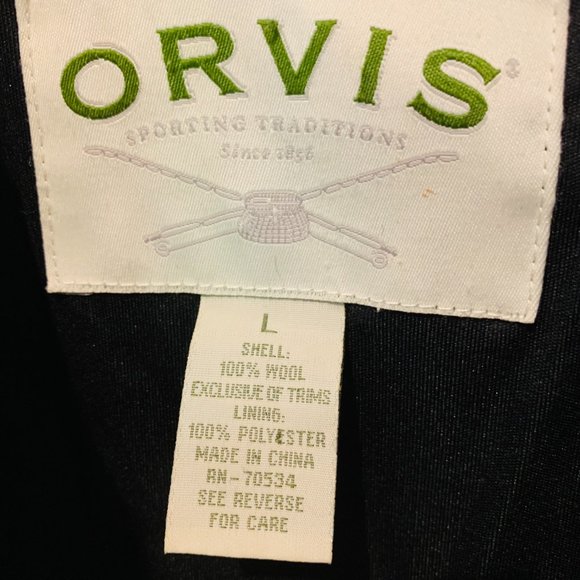 ORVIS®
SPORTING TRADITIONS
Since 1856
L
SHELL:
100% WOOL
EXCLUSIVE OF TRIMS
LINING:
100% POLYESTER
MADE IN CHINA
RN-70534
SEE REVERSE
FOR CARE